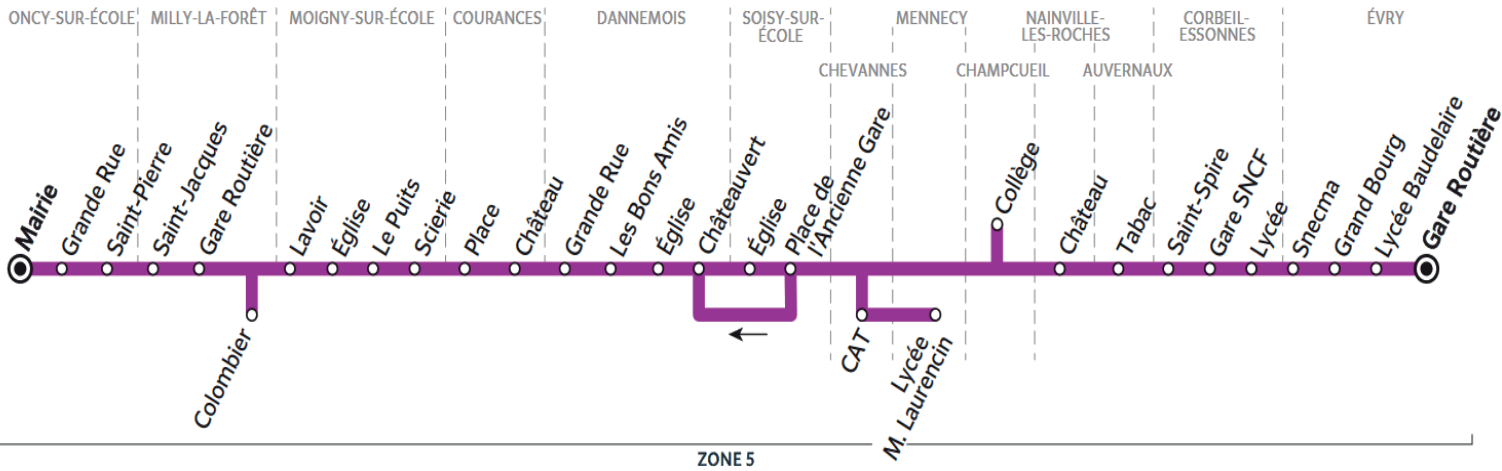 ONCY-SUR-ÉCOLE
MILLY-LA-FORÊT
MOIGNY-SUR-ÉCOLE
COURANCES
DANNEMOIS
SOISY-SUR-
ÉCOLE
MENNECY
NAINVILLE-
LES-ROCHES
CORBEIL-
ESSONNES
ÉVRY
CHEVANNES
CHAMPCUEIL
AUVERNAUX
Mairie
Grande Rue
Saint-Pierre
Saint-Jacques
Gare Routière
Colombier
Lavoir
Église
Le Puits
Scierie
Place
Château
Grande Rue
Les Bons Amis
Église
Châteauvert
Église
Place de
l'Ancienne Gare
CAT
Lycée
M. Laurencin
Collège
Château
Tabac
Saint-Spire
Gare SNCF
Lycée
Snecma
Grand Bourg
Lycée Baudelaire
Gare Routière
ZONE 5